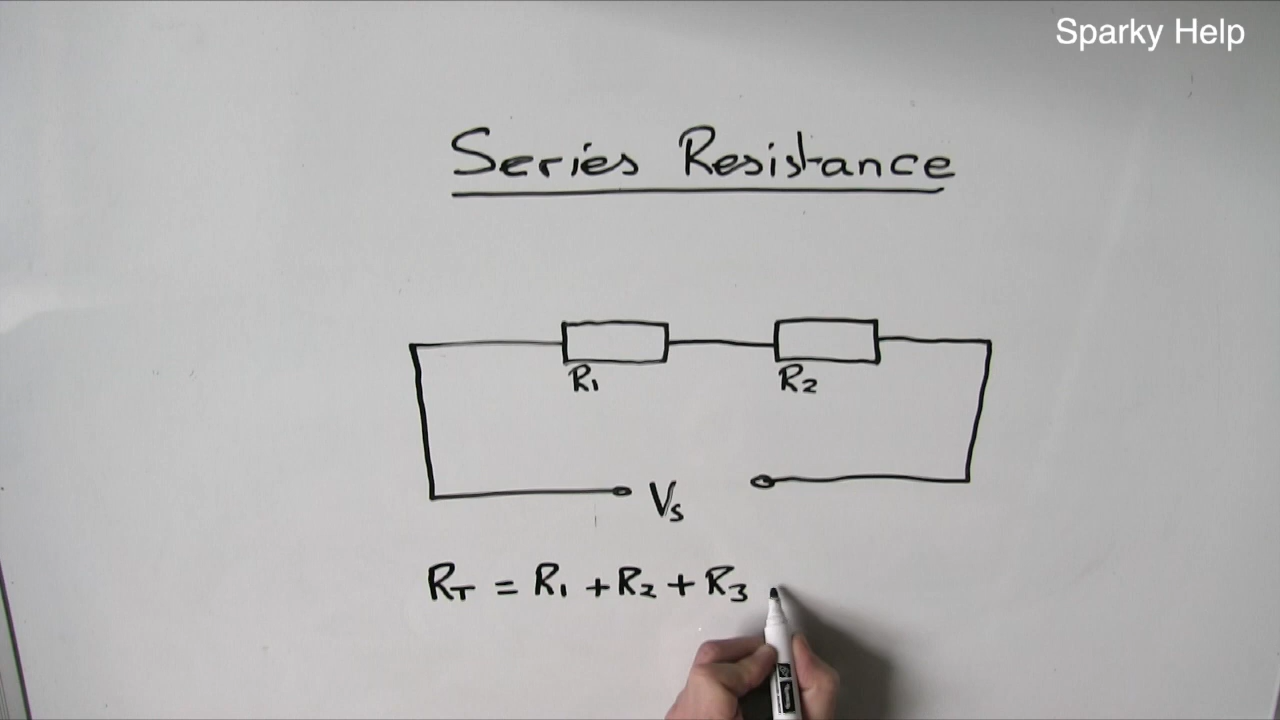 Sparky Help
Series Resistance
R1 R2
Vs
RT = R1 + R2 + R3